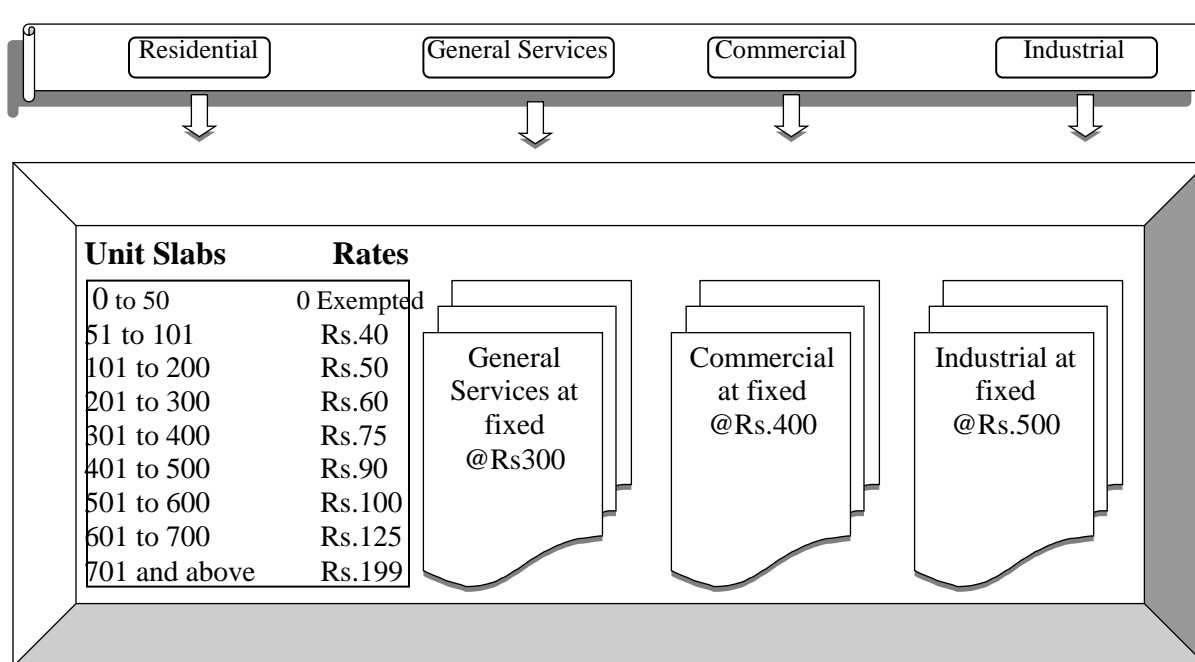 Residential
General Services
Commercial
Industrial
Unit Slabs Rates
0 to 50 0 Exempted
51 to 101 Rs.40
101 to 200 Rs.50
201 to 300 Rs.60
301 to 400 Rs.75
401 to 500 Rs.90
501 to 600 Rs.100
601 to 700 Rs.125
701 and above Rs.199
General
Services at
fixed
@Rs300
Commercial
at fixed
@Rs.400
Industrial at
fixed
@Rs.500